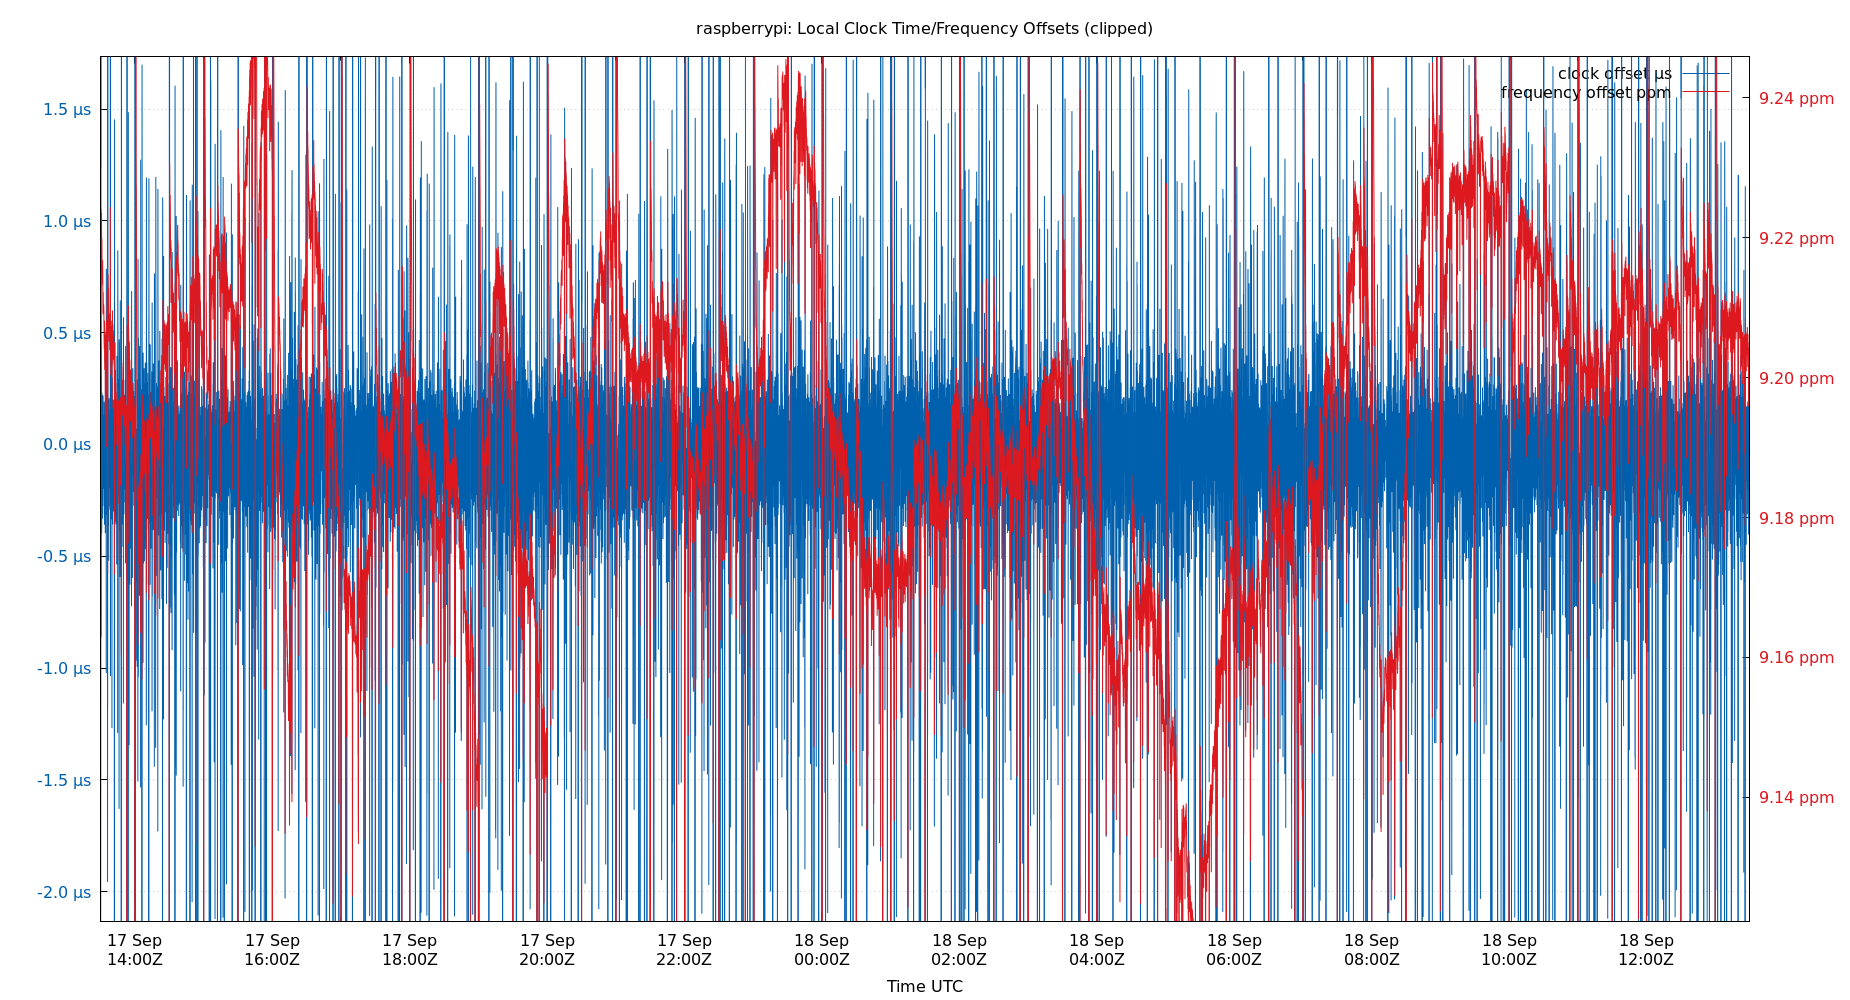 raspberrypi: Local Clock Time/Frequency Offsets (clipped)
clock offset µs
frequency offset ppm
1.5 µs
1.0 µs
0.5 µs
0.0 µs
-0.5 µs
-1.0 µs
-1.5 µs
-2.0 µs
9.24 ppm
9.22 ppm
9.20 ppm
9.18 ppm
9.16 ppm
9.14 ppm
17 Sep 17 Sep 17 Sep 17 Sep 17 Sep 18 Sep 18 Sep 18 Sep 18 Sep 18 Sep 18 Sep 18 Sep
14:00Z 16:00Z 18:00Z 20:00Z 22:00Z 00:00Z 02:00Z 04:00Z 06:00Z 08:00Z 10:00Z 12:00Z
Time UTC